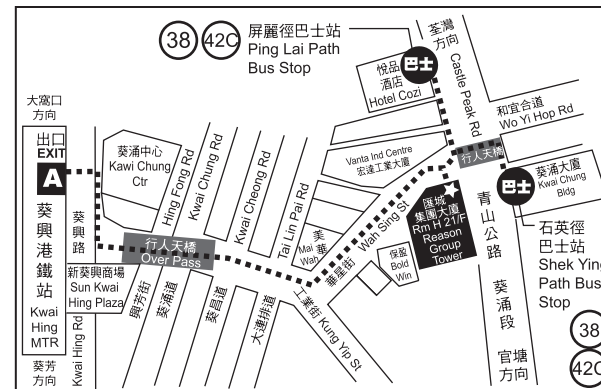 38
42C
屏麗徑巴士站
Ping Lai Path
Bus Stop
荃灣
方向
Castle Peak Rd
巴士
悅品
酒店
Hotel Cozi
和宜合道
Wo Yi Hop Rd
大窩口
方向
出口
EXIT
A
葵興港鐵站
Kwai
Hing
MTR
葵芳
方向
葵興路
Kwai Hing Rd
葵涌中心
Kawi Chung
Ctr
Hing Fong Rd
Kwai Chung Rd
Kwai Cheong Rd
Tai Lin Pai Rd
Vanta Ind Centre
宏達工業大廈
行人天橋
葵涌大廈
Kwai Chung
Bldg
巴士
石英徑
巴士站
Shek Ying
Path Bus
Stop
38
42C
匯城
集團大廈
Rm H 21/F
Reason
Group
Tower
青山公路
葵涌段
官塘
方向
美華
Mai
Wah
Wah Sing St
華星街
保盈
Bold
Win
行人天橋
Over Pass
新葵興商場
Sun Kwai
Hing Plaza
興芳街
葵涌道
葵昌道
大連排道
工業街 Kung Yip St